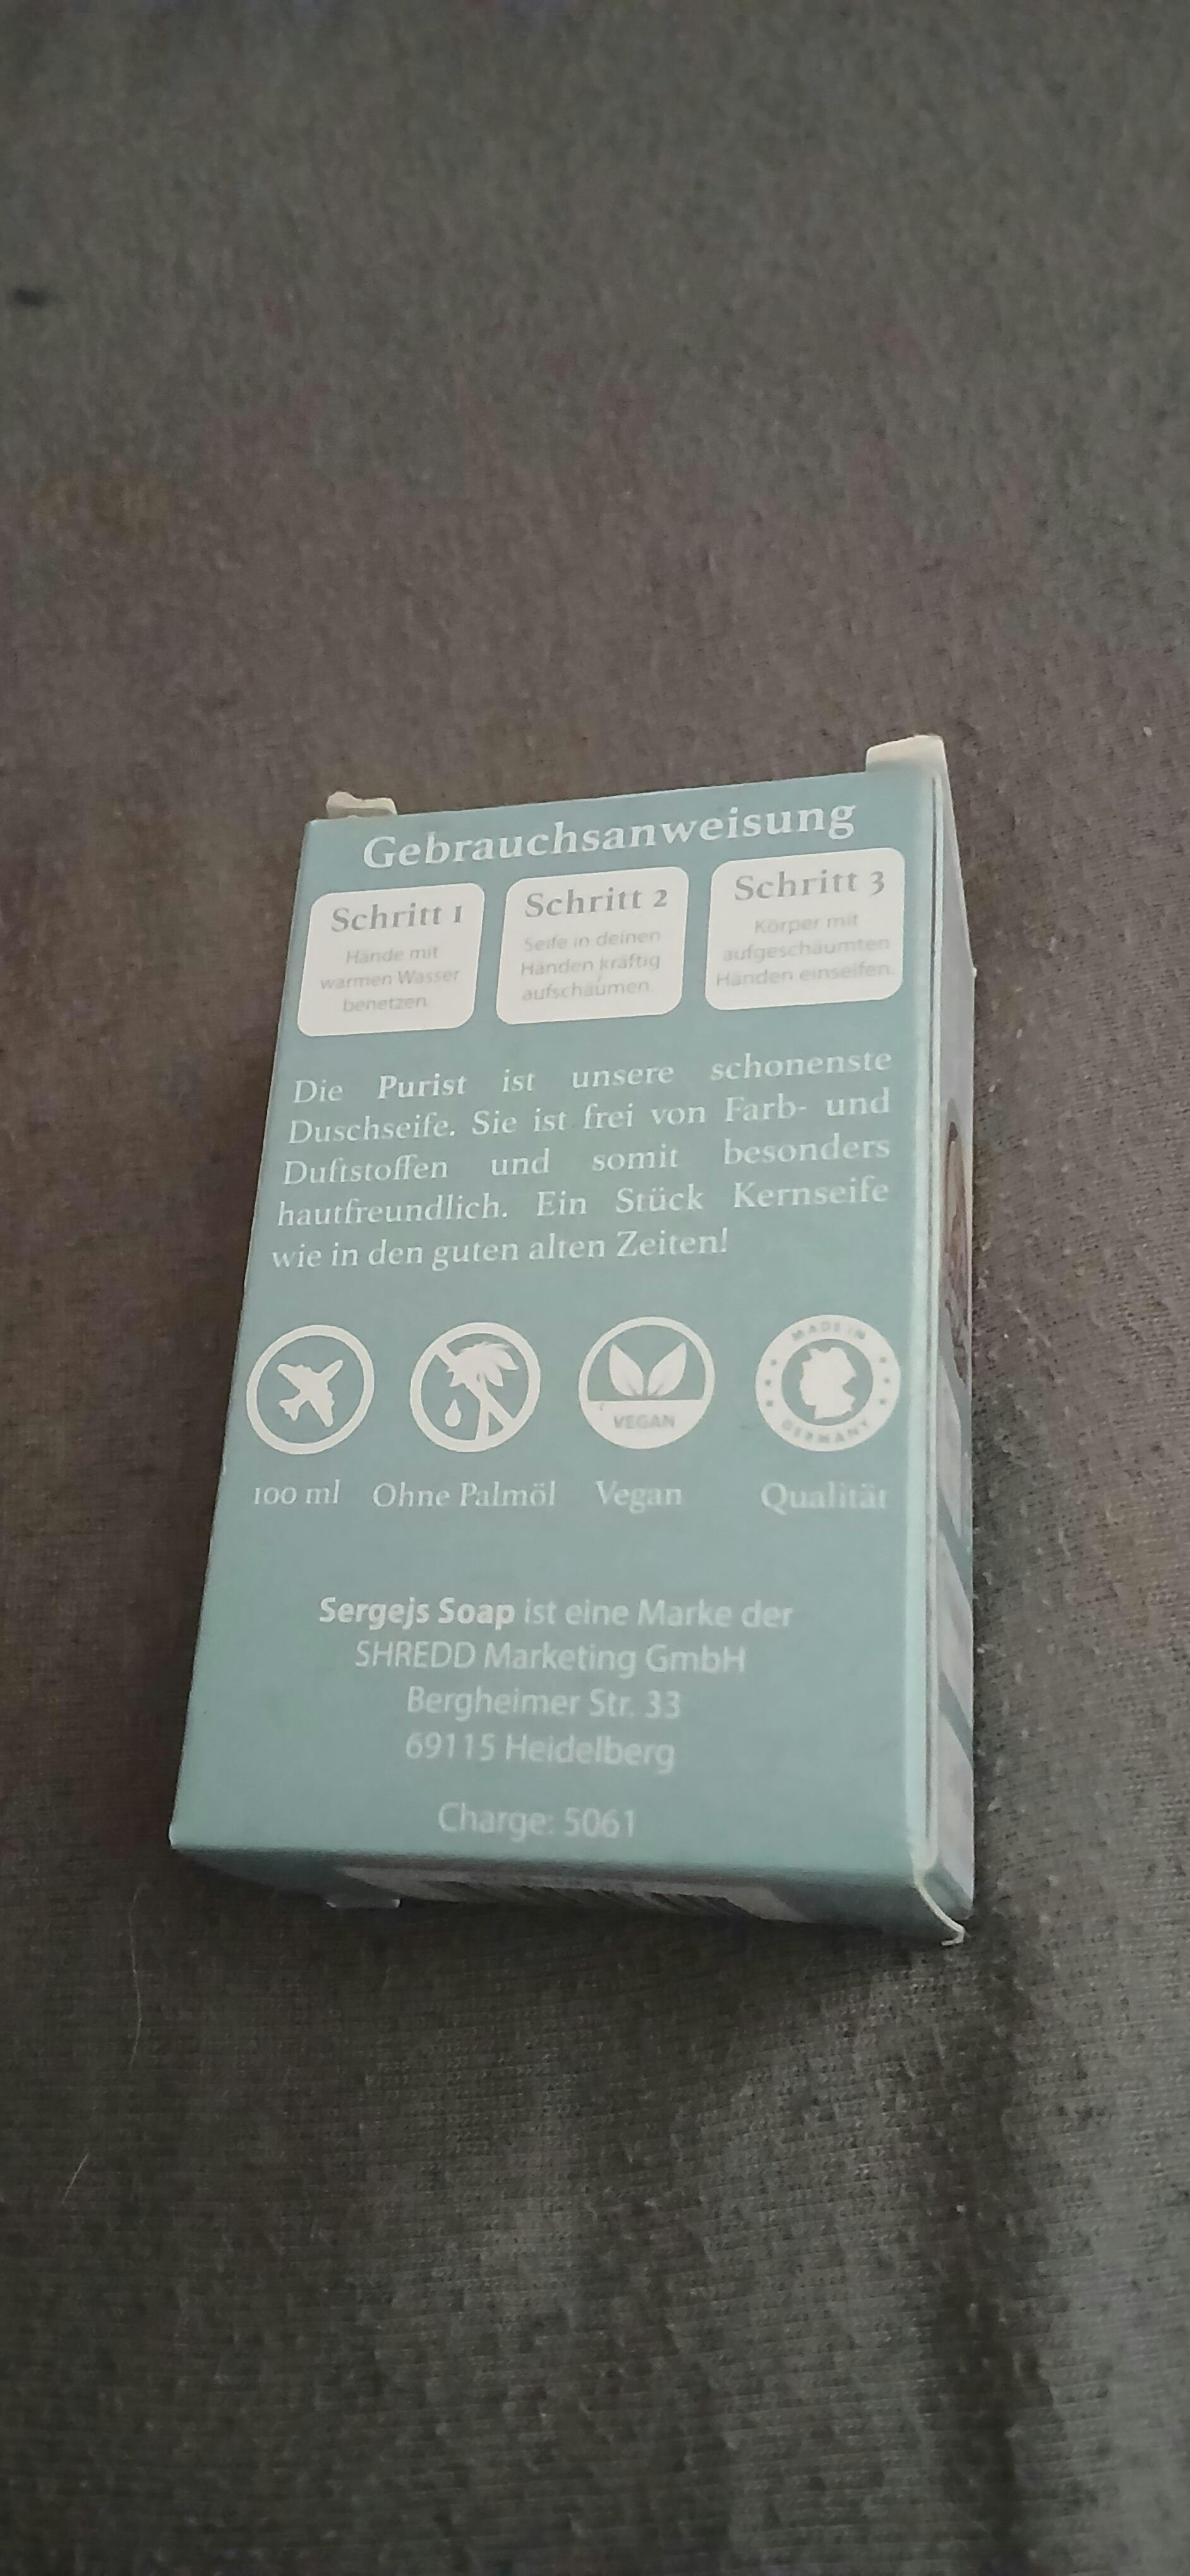 Gebrauchsanweisung
Schritt 1
Hände mit
warmen Wasser
benetzen.
Schritt 2
Seife in deinen
Händen kräftig
aufschäumen.
Schritt 3
Körper mit
aufgeschäumten
Händen einseifen.
Die Purist ist unsere schonenste
Duschseife. Sie ist frei von Farb- und
Duftstoffen und somit besonders
hautfreundlich. Ein Stück Kernseife
wie in den guten alten Zeiten!
VEGAN
MADE IN
GERMANY
100 ml
Ohne Palmöl
Vegan
Qualität
Sergejs Soap ist eine Marke der
SHREDD Marketing GmbH
Bergheimer Str. 33
69115 Heidelberg
Charge: 5061